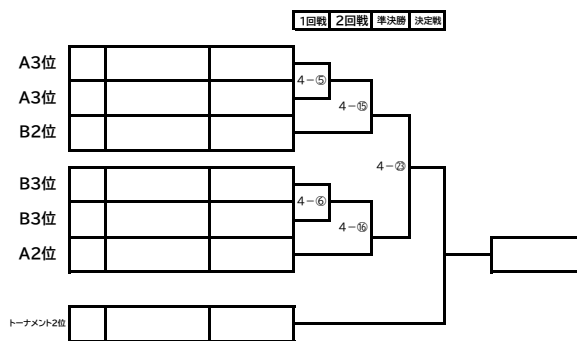 1回戦 2回戦 準決勝 決定戦
A3位
4-⑤
A3位
4-⑮
B2位
4-㉓
B3位
4-⑥
B3位
4-⑯
A2位
トーナメント2位